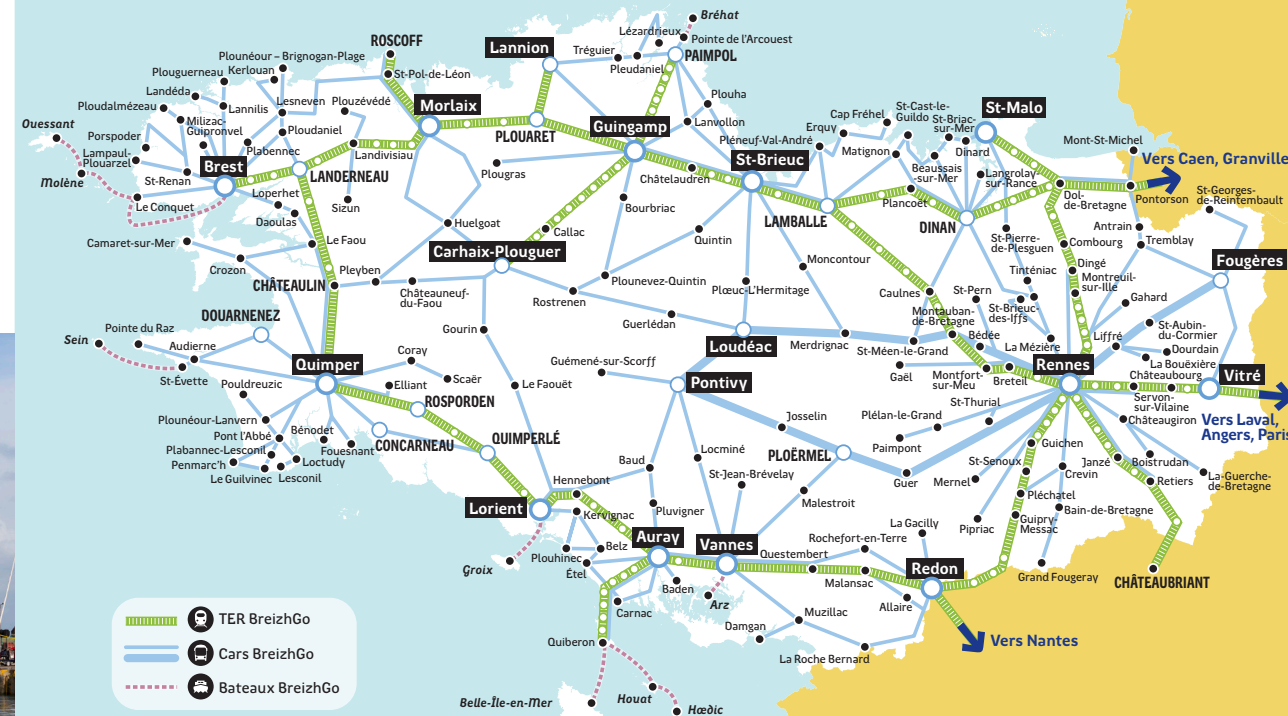 Bréhat
Lézardrieux
Pointe de l'Arcouest
ROSCOFF
Lannion
Tréguier
PAIMPOL
Pleudaniel
Plounéour – Brignogan-Plage
Plouguerneau
Kerlouan
St-Pol-de-Léon
Landéda
Lannilis
Lesneven
Plouzévédé
Morlaix
Plouha
Lanvollon
Ploudalmézeau
Milizac-
Guipronvel
Ploudaniel
Plabennec
PLOUARET
Guingamp
Ouessant
Porspoder
Lampaul-
Plouarzel
Brest
Landivisiau
LANDERNEAU
Plougras
Châtelaudren
St-Brieuc
Pléneuf-Val-André
Erquy
Cap Fréhel
St-Cast-le-
Guildo
St-Briac-
sur-Mer
St-Malo
Dinard
Matignon
Beaussais
-sur-Mer
Langrolay
-sur-Rance
Mont-St-Michel
Vers Caen, Granville
Pontorson
St-Georges-
de-Reintembault
Molène
St-Renan
Le Conquet
Loperhet
Daoulas
Sizun
Bourbriac
LAMBALLE
Plancoët
DINAN
Dol-
de-Bretagne
Antrain
Tremblay
Camaret-sur-Mer
Crozon
Le Faou
Huelgoat
Callac
Quintin
Moncontour
St-Pierre-
de-Plesguen
Combourg
Fougères
Carhaix-Plouguer
CHÂTEAULIN
Pleyben
Châteauneuf-
du-Faou
Rostrenen
Plounevez-Quintin
Plœuc-L'Hermitage
Caulnes
St-Pern
Tinténiac
Dingé
Montreuil-
sur-Ille
St-Brieuc-
des-Iffs
Gahard
DOUARNENEZ
Gourin
Guerlédan
Loudéac
Merdrignac
Montauban-
de-Bretagne
St-Méen-le-Grand
Bédée
La Mézière
Liffré
St-Aubin-
du-Cormier
Dourdain
La Bouëxière
Sein
Pointe du Raz
Audierne
St-Évette
Quimper
Coray
Scaër
Elliant
Le Faouët
Guémené-sur-Scorff
Pontivy
Gaël
Montfort-
sur-Meu
Breteil
Rennes
Châteaubourg
Servon-
sur-Vilaine
Vitré
Vers Laval,
Angers, Paris
Pouldreuzic
ROSPORDEN
Josselin
St-Thurial
Plélan-le-Grand
Paimpont
Châteaugiron
Plounéour-Lanvern
Pont l'Abbé
Plabannec-Lesconil
Penmarc'h
Le Guilvinec
Lesconil
Loctudy
Bénodet
Fouesnant
CONCARNEAU
QUIMPERLÉ
Baud
Locminé
PLOËRMEL
Guer
Guichen
St-Senoux
Mernel
Crevin
Janzé
Boistrudan
Retiers
La-Guerche-
de-Bretagne
St-Jean-Brévelay
Malestroit
Hennebont
Kervignac
Lorient
Pluvigner
Pléchatel
Bain-de-Bretagne
Pipriac
Guipry-
Messac
La Gacilly
Rochefort-en-Terre
Grand Fougeray
CHÂTEAUBRIANT
Groix
Plouhinec
Belz
Étel
Auray
Vannes
Questembert
Malansac
Redon
Allaire
Baden
Arz
Carnac
Muzillac
Damgan
La Roche Bernard
Vers Nantes
Quiberon
Belle-Île-en-Mer
Houat
Hœdic
TER BreizhGo
Cars BreizhGo
Bateaux BreizhGo